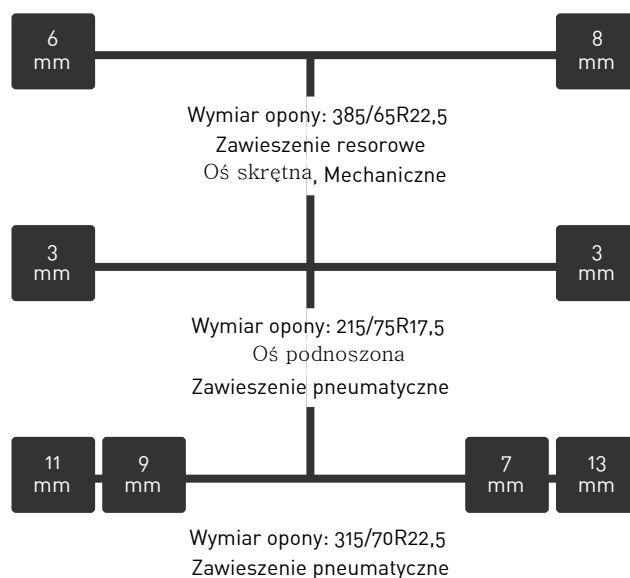 6
mm
8
mm
Wymiar opony: 385/65R22,5
Zawieszenie resorowe
Oś skrętna, Mechaniczne
3
mm
3
mm
Wymiar opony: 215/75R17,5
Oś podnoszona
Zawieszenie pneumatyczne
11
mm
9
mm
7
mm
13
mm
Wymiar opony: 315/70R22,5
Zawieszenie pneumatyczne